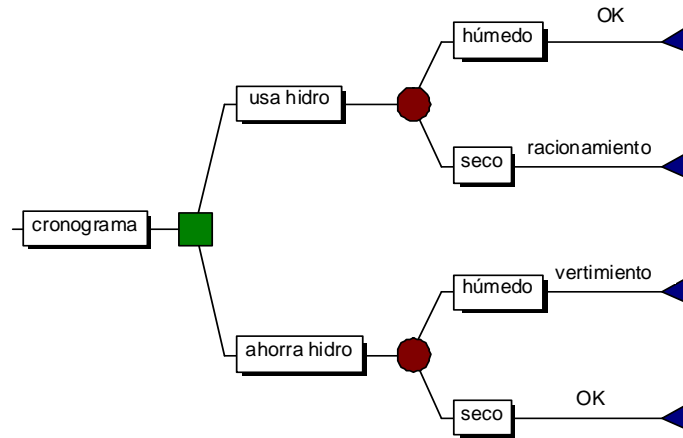 OK
húmedo
usa hidro
seco
racionamiento
cronograma
húmedo
vertimiento
ahorra hidro
OK
seco